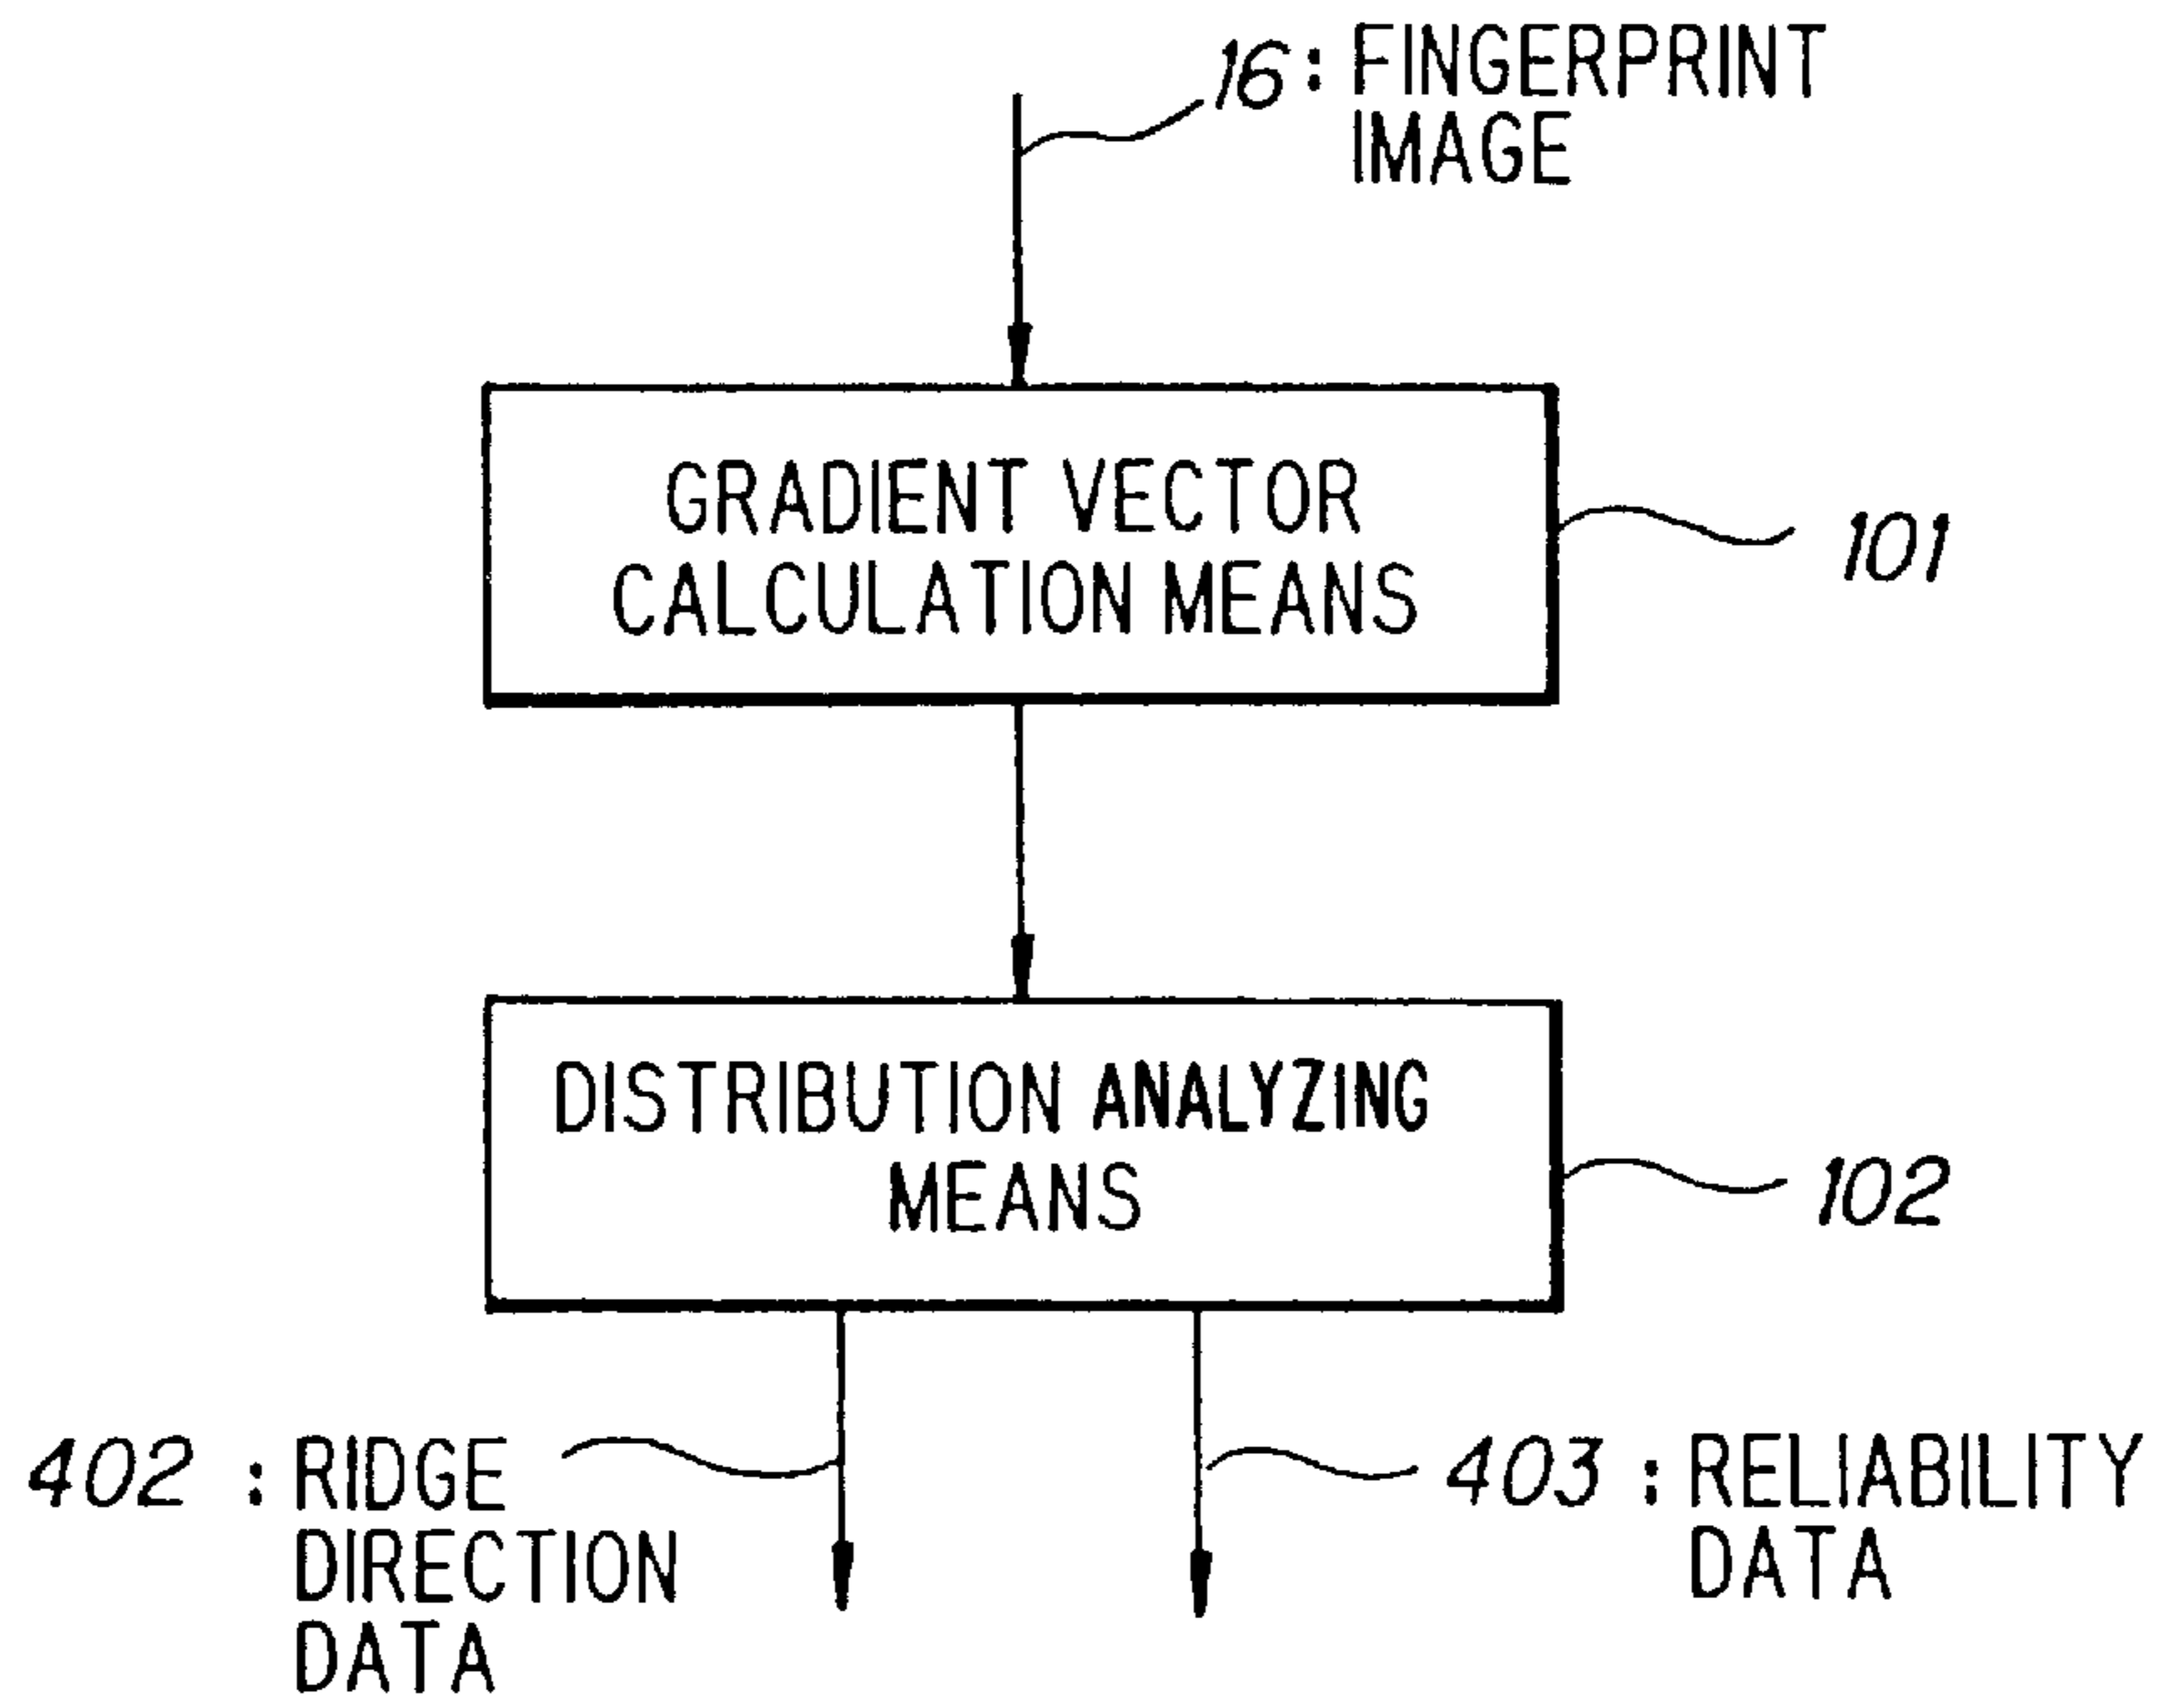 16: FINGERPRINT
IMAGE
GRADIENT VECTOR
CALCULATION MEANS
101
DISTRIBUTION ANALYZING
MEANS
102
402 : RIDGE
DIRECTION
DATA
403 : RELIABILITY
DATA